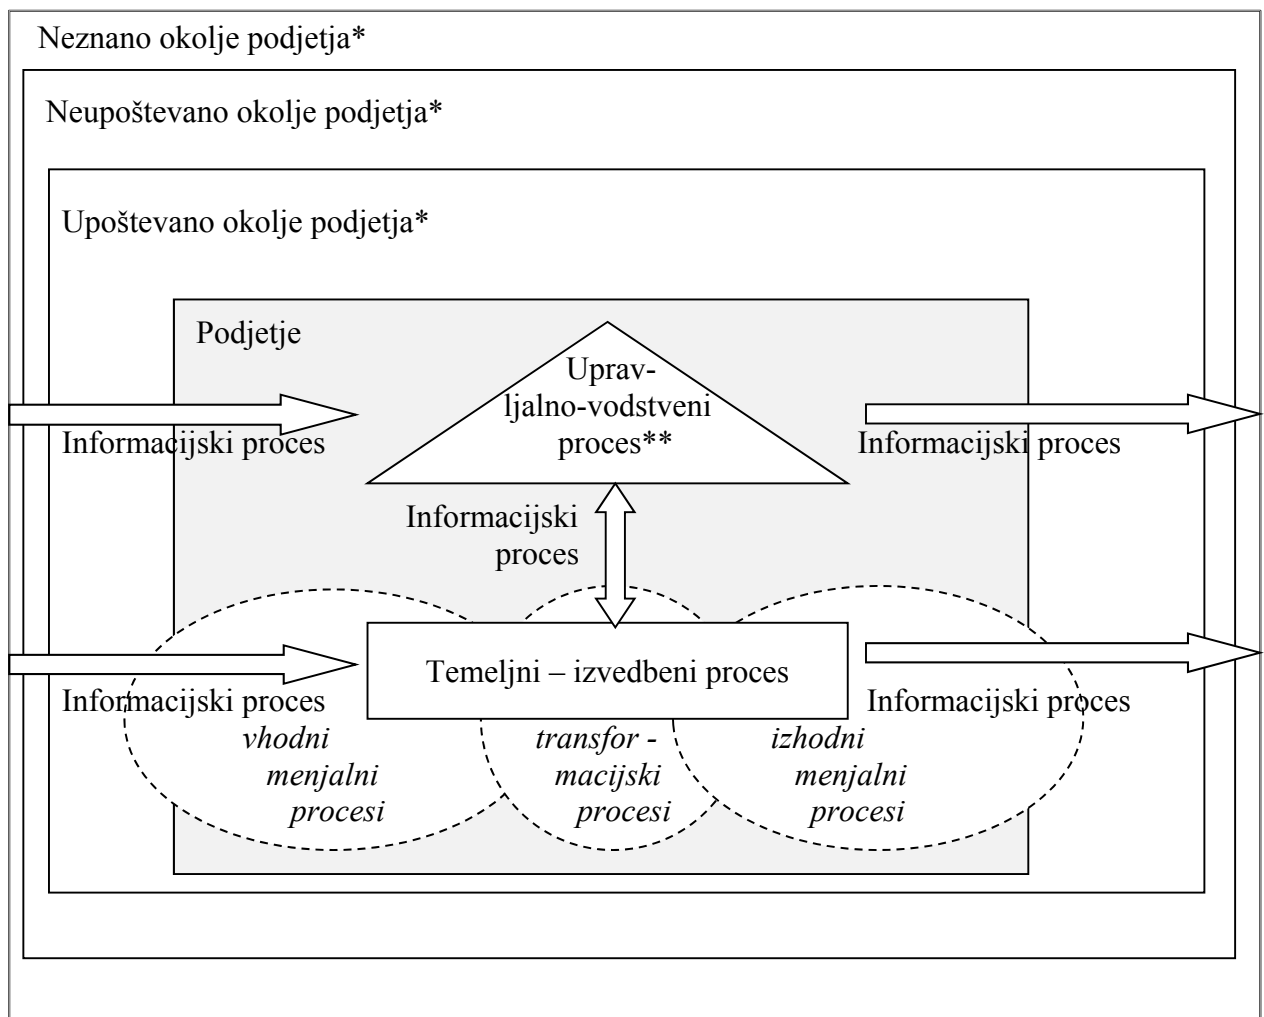 Neznano okolje podjetja*
Neupoštevano okolje podjetja*
Upoštevano okolje podjetja*
Podjetje
Uprav-
ljalno-vodstveni
proces**
Informacijski proces
Informacijski proces
Informacijski
proces
Temeljni – izvedbeni proces
Informacijski proces
Informacijski proces
vhodni
menjalni
procesi
transfor -
macijski
procesi
izhodni
menjalni
procesi